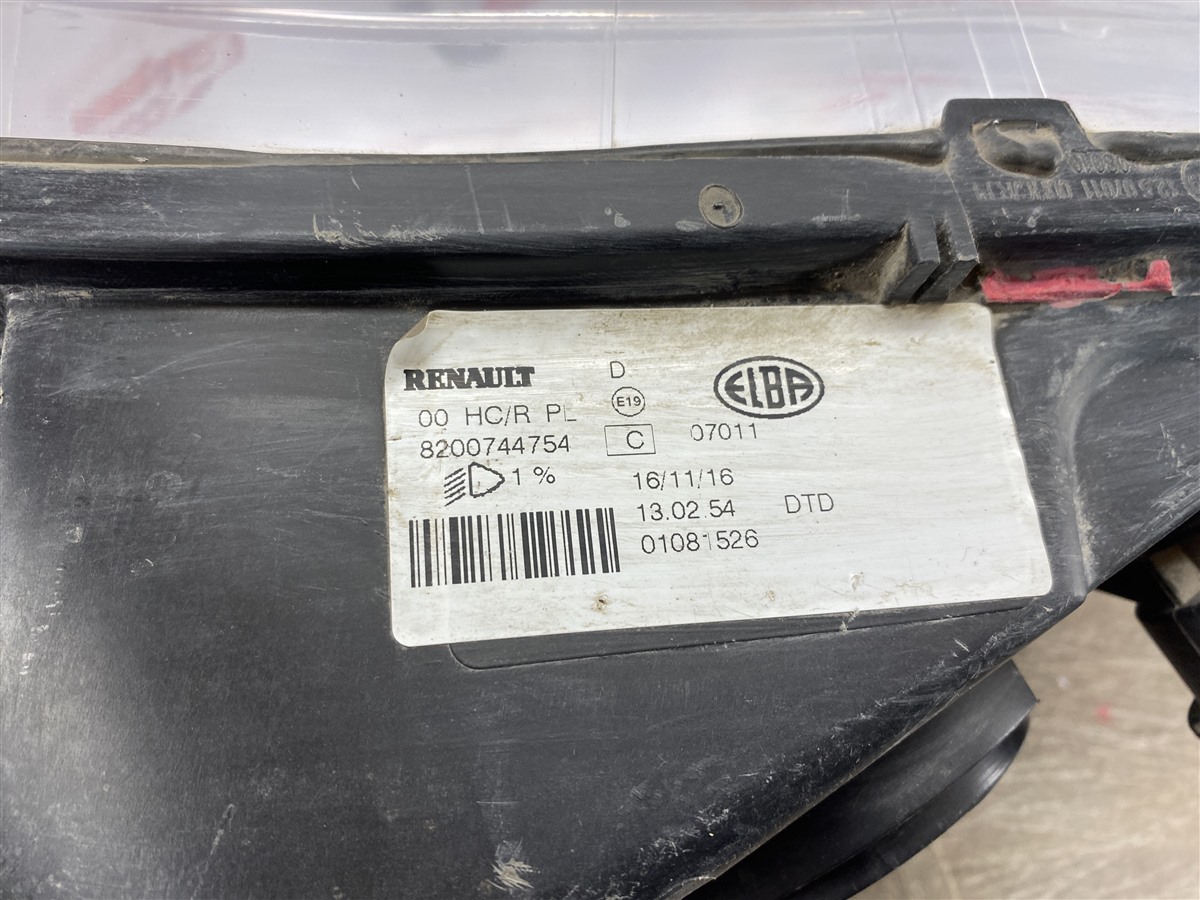 RENAULT D ELBA
00 HC/R PL E19
8200744754 C 07011
1 % 16/11/16
13.02.54 DTD
01081526